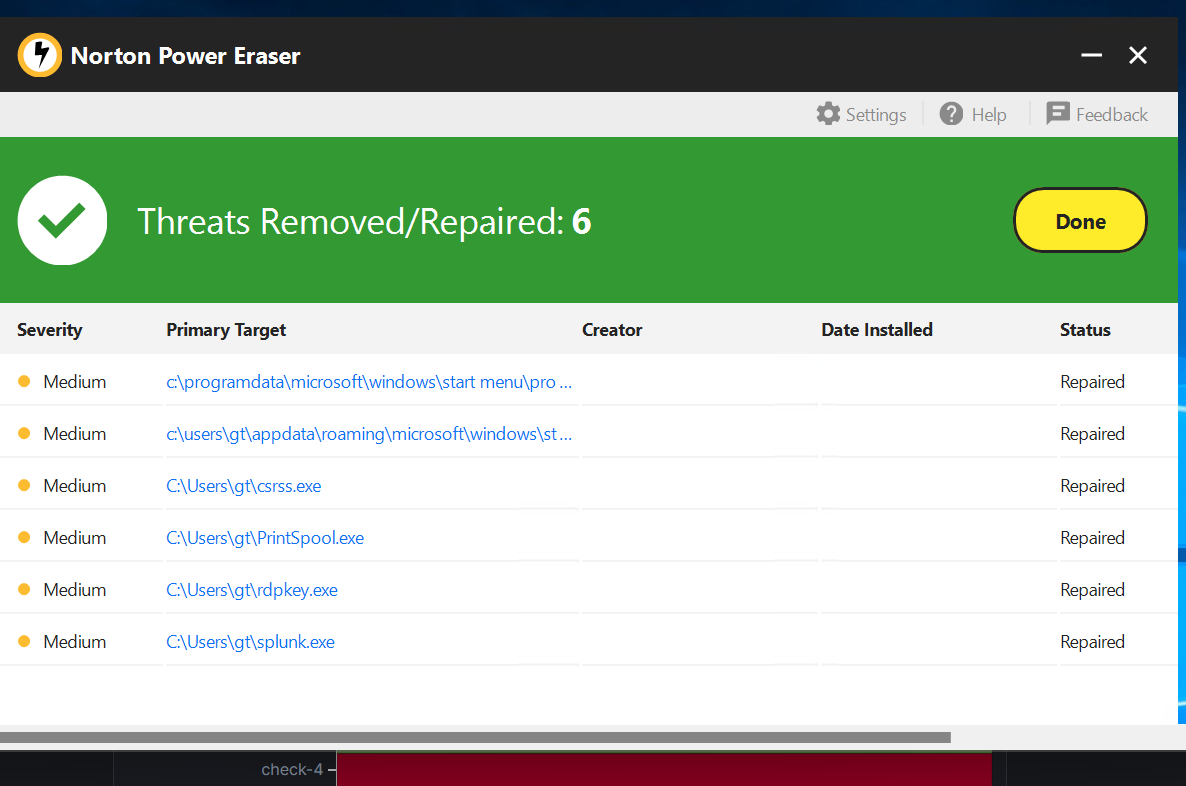 Norton Power Eraser
Settings Help Feedback
Threats Removed/Repaired: 6 Done
Severity Primary Target Creator Date Installed Status
Medium c:\programdata\microsoft\windows\start menu\pro ... Repaired
Medium c:\users\gt\appdata\roaming\microsoft\windows\st ... Repaired
Medium C:\Users\gt\csrss.exe Repaired
Medium C:\Users\gt\PrintSpool.exe Repaired
Medium C:\Users\gt\rdpkey.exe Repaired
Medium C:\Users\gt\splunk.exe Repaired
check-4